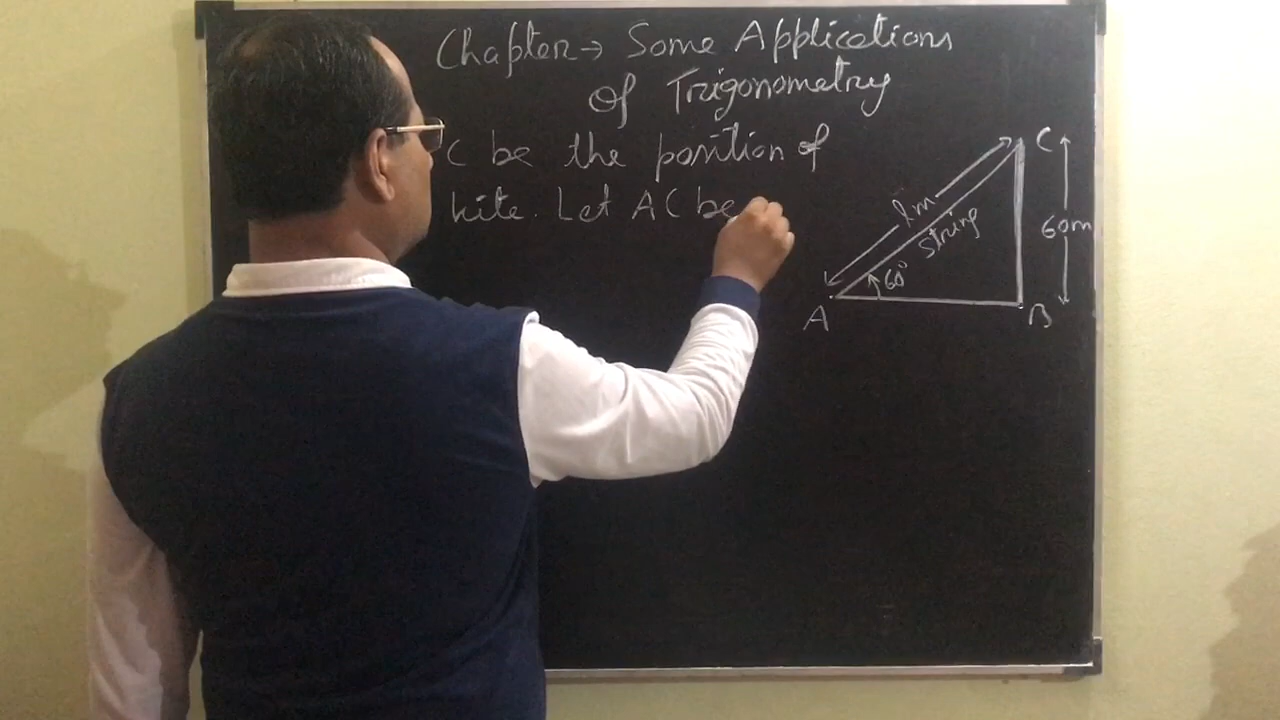 Chapter → Some Applications
of Trigonometry
C be the position of
kite. Let AC be
C
l m
string
60m
60°
A
B